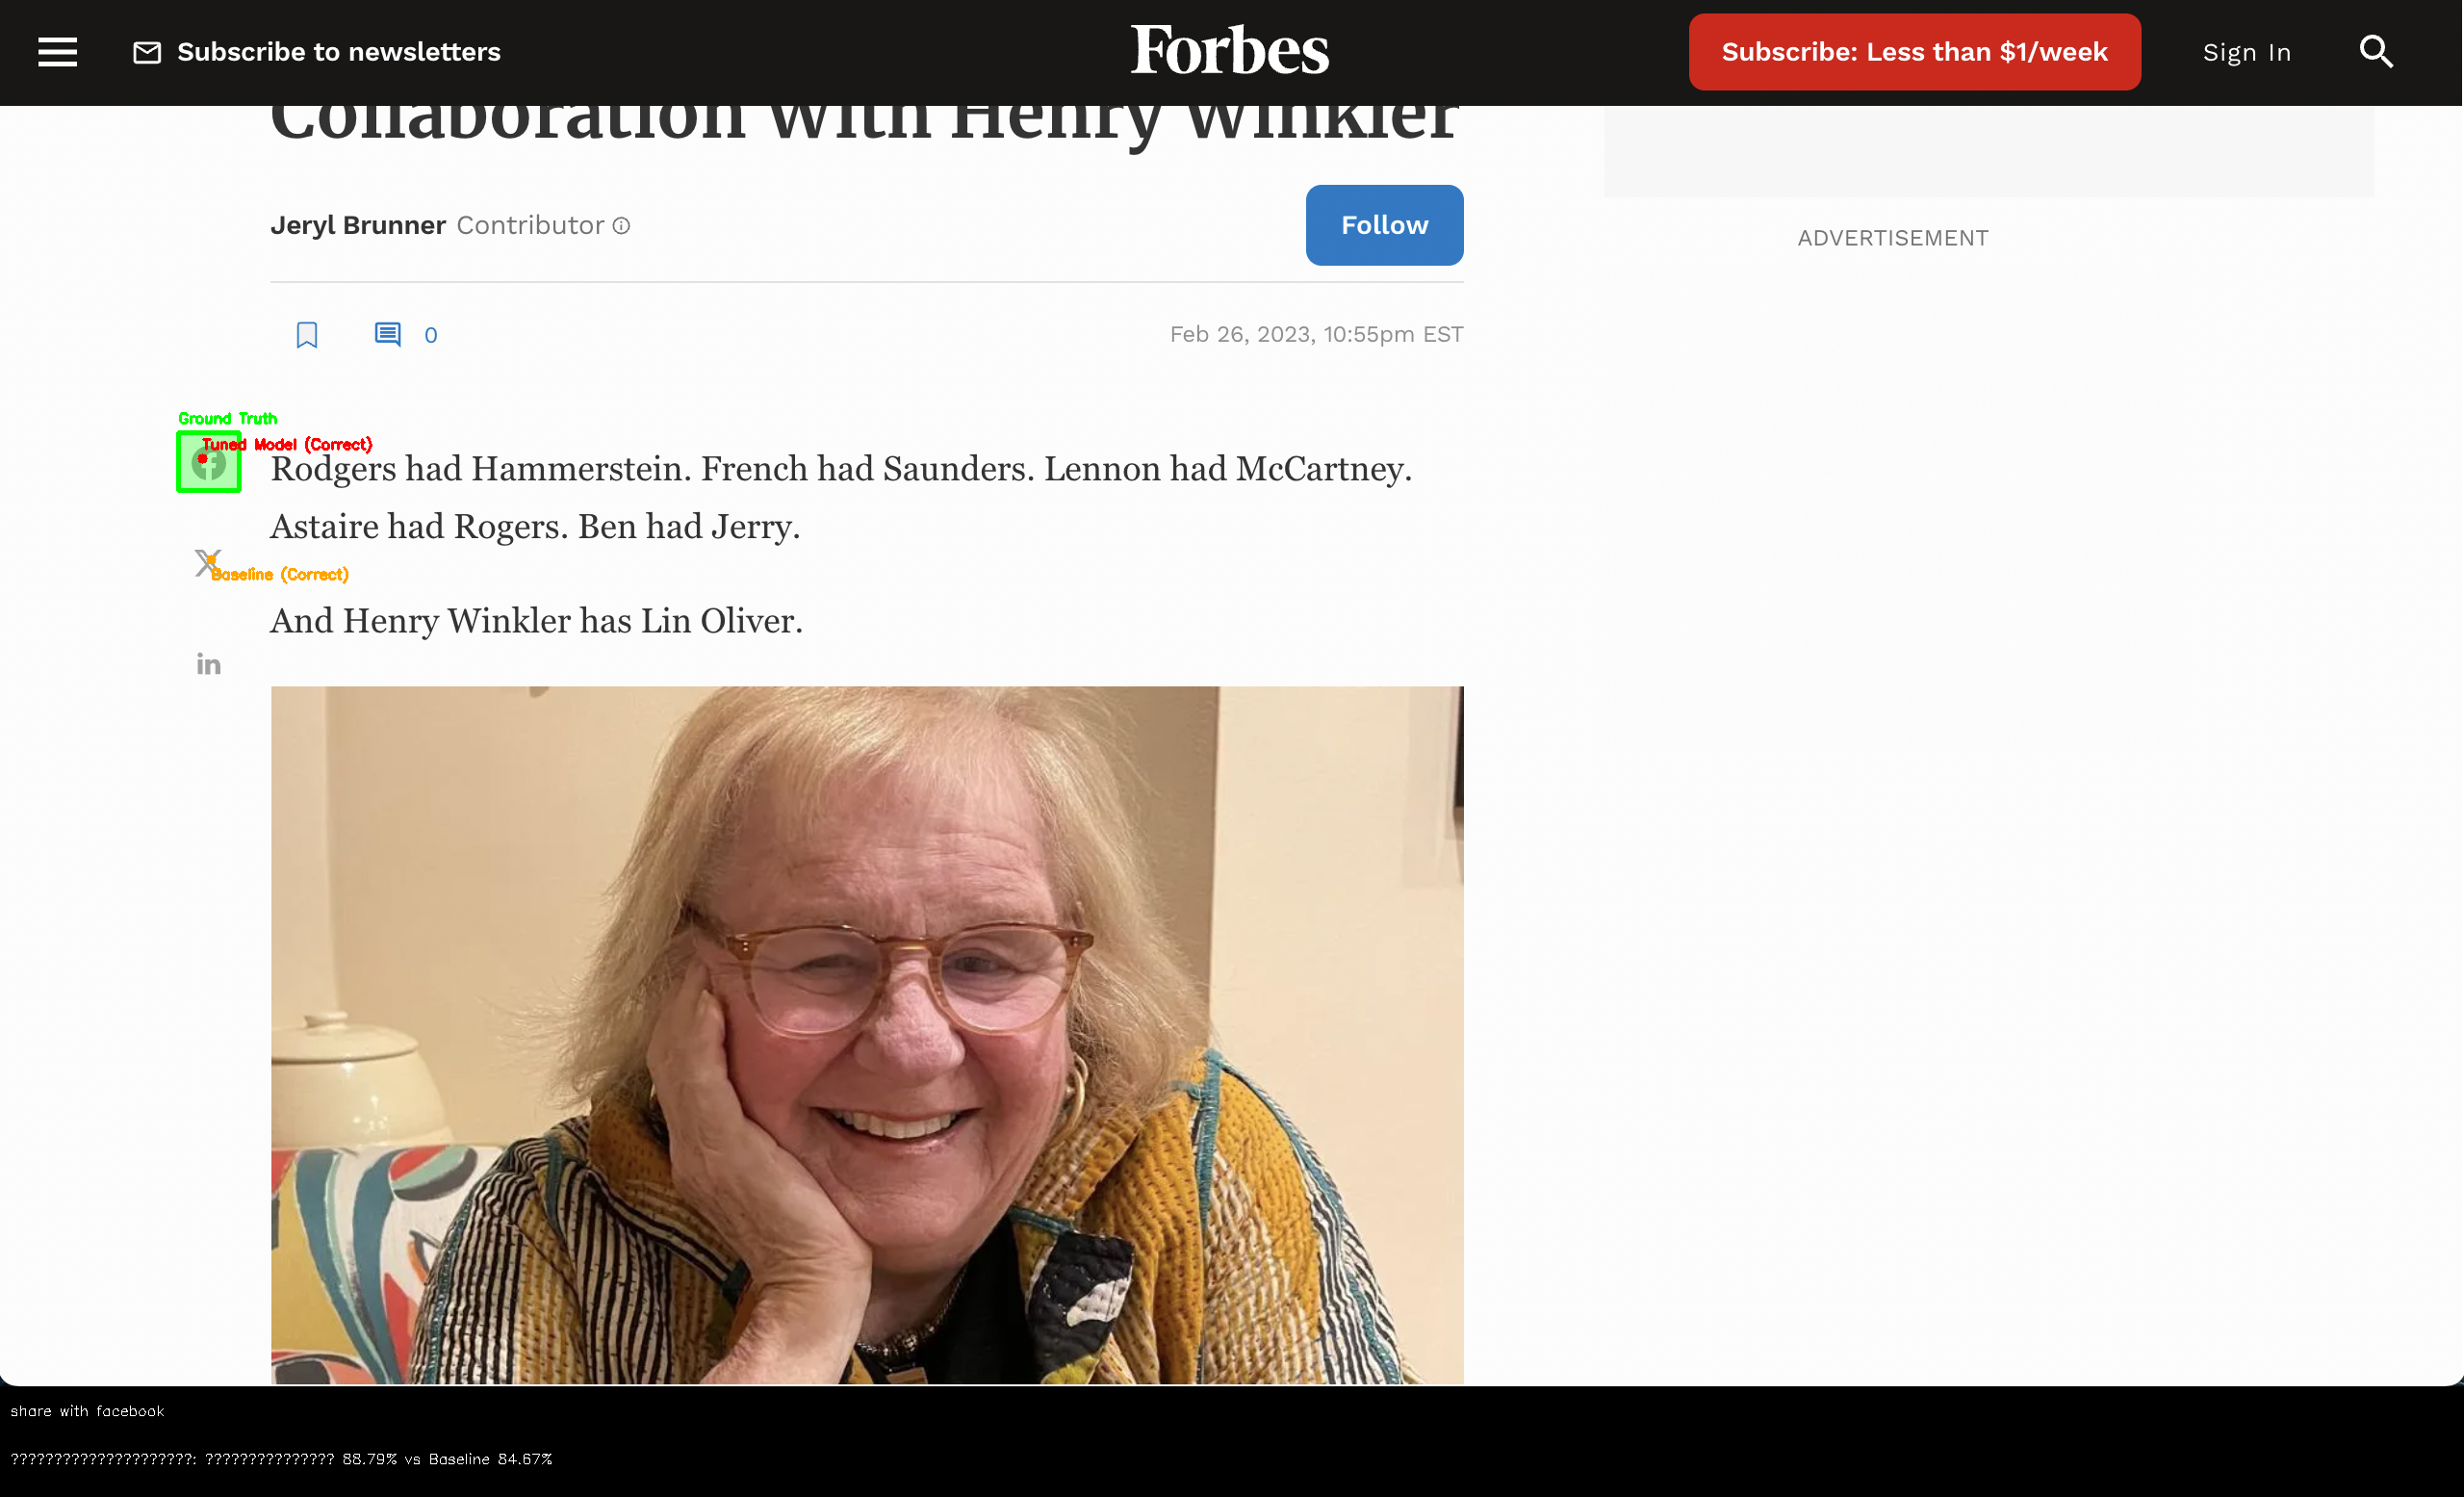 Subscribe to newsletters
Forbes
Subscribe: Less than $1/week
Sign In
Collaboration With Henry Winkler
Jeryl Brunner Contributor
Follow
ADVERTISEMENT
0
Feb 26, 2023, 10:55pm EST
Ground Truth
Tuned Model (Correct)
Rodgers had Hammerstein. French had Saunders. Lennon had McCartney.
Astaire had Rogers. Ben had Jerry.
Baseline (Correct)
And Henry Winkler has Lin Oliver.
in
share with facebook
?????????????????????: ??????????????? 88.79% vs Baseline 84.67%